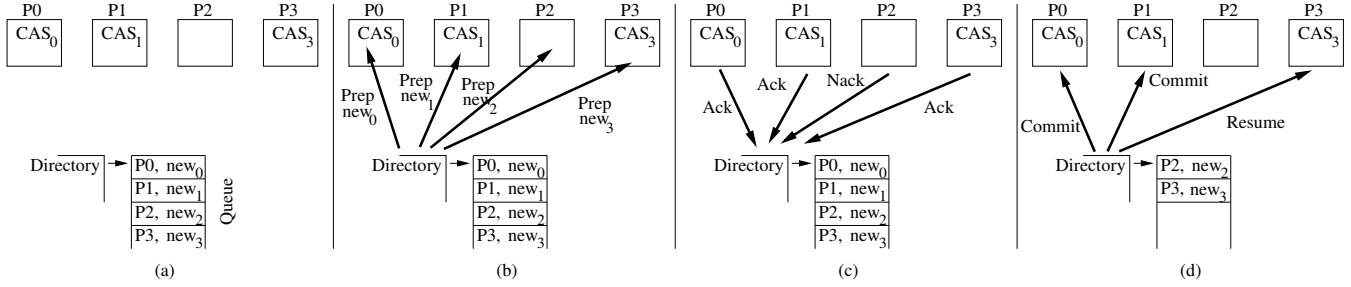 P0 P1 P2 P3
CAS0 CAS1 CAS3
Directory
P0, new0
P1, new1
P2, new2
P3, new3
Queue
(a)
P0 P1 P2 P3
CAS0 CAS1 CAS3
Prep new0
Prep new1
Prep new2
Prep new3
Directory
P0, new0
P1, new1
P2, new2
P3, new3
(b)
P0 P1 P2 P3
CAS0 CAS1 CAS3
Ack
Ack
Nack
Ack
Directory
P0, new0
P1, new1
P2, new2
P3, new3
(c)
P0 P1 P2 P3
CAS0 CAS1 CAS3
Commit
Commit
Resume
Directory
P2, new2
P3, new3
(d)